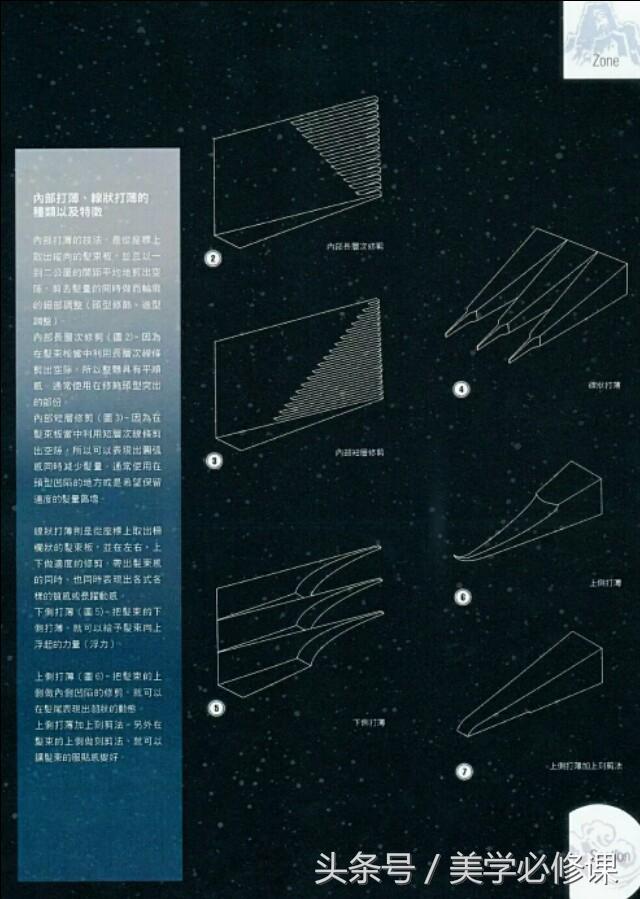 Zone
內部打薄、線狀打薄的
種類以及特徵
內部打薄的技法，是從座標上
取出縱向的髮束板，並且以一
到二公厘的間距平均地剪出空
隙，剪去髮量的同時做西輪廓
的細部調整（頭型修飾、造型
調整）。
內部長層次修剪（圖2）-因為
在髮束板當中利用長層次線條
剪出空隙，所以整體具有平順
感。通常使用在修飾頭型突出
的部份。
內部短層修剪（圖3）-因為在
髮束板當中利用短層次線條剪
出空隙，所以可以表現出圓弧
感同時減少髮量。通常使用在
頭型凹陷的地方或是希望保留
適度的髮量區塊。
線狀打薄則是從座標上取出柵
欄狀的髮束板，並在左右、上
下做適度的修剪，帶出髮束感
的同時，也同時表現出各式各
樣的質感或是躍動感。
下側打薄（圖5）-把髮束的下
側打薄，就可以給予髮束向上
浮起的力量（浮力）。
上側打薄（圖6）-把髮束的上
側做內側凹陷的修剪，就可以
在髮尾表現出翹狀的動態。
上側打薄加上刻剪法-另外在
髮束的上側做刻剪法，就可以
讓髮束的服貼感變好。
2
內部長層次修剪
3
內部短層修剪
4
線狀打薄
5
下側打薄
6
上側打薄
7
上側打薄加上刻剪法
头条号 / 美学必修课